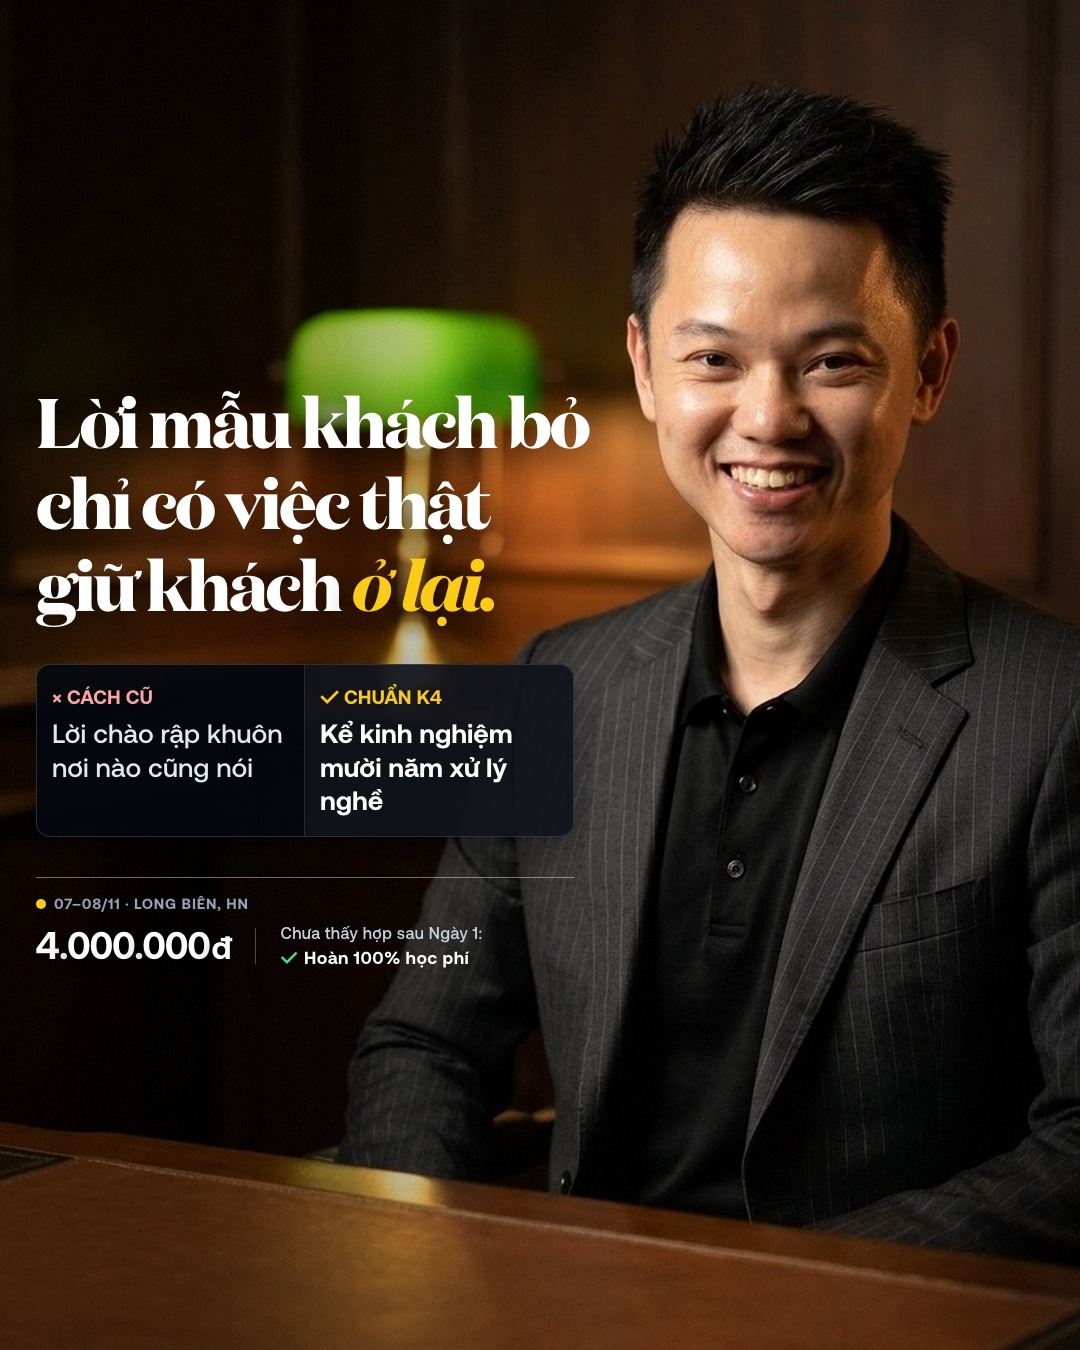 Lời mẫu khách bỏ
chỉ có việc thật
giữ khách ở lại.
× CÁCH CŨ
Lời chào rập khuôn
nơi nào cũng nói
✓ CHUẨN K4
Kể kinh nghiệm
mười năm xử lý
nghề
07–08/11 · LONG BIÊN, HN
4.000.000đ
Chưa thấy hợp sau Ngày 1:
✓ Hoàn 100% học phí